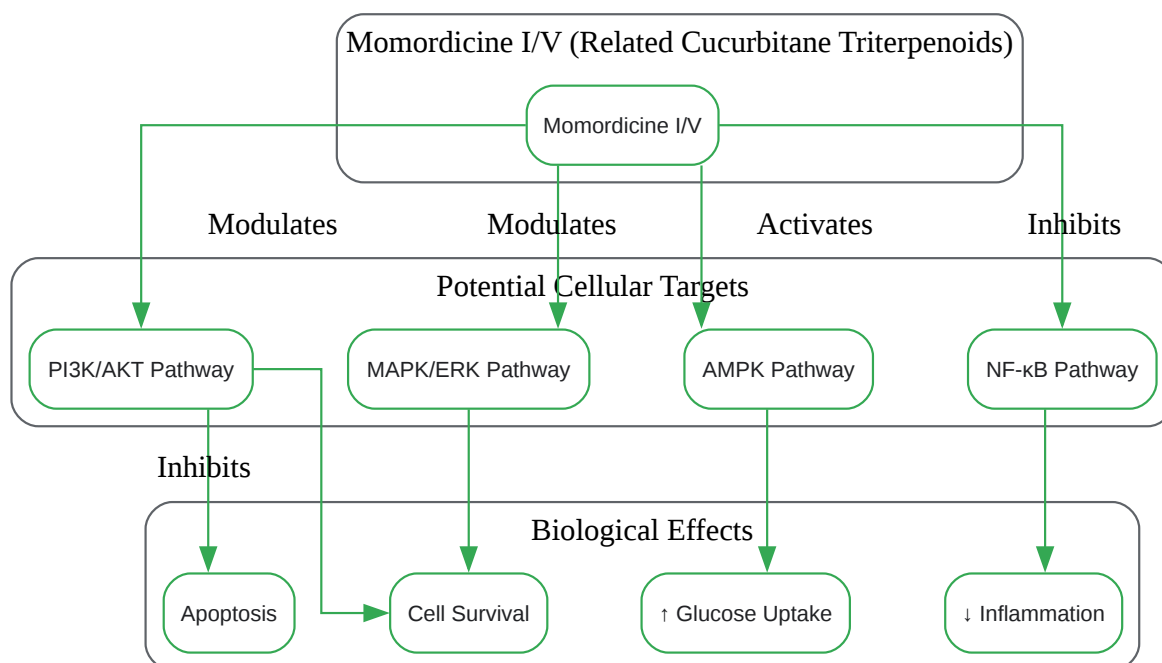 Momordicine I/V (Related Cucurbitane Triterpenoids)
Momordicine I/V
Modulates
Modulates
Activates
Inhibits
Potential Cellular Targets
PI3K/AKT Pathway
MAPK/ERK Pathway
AMPK Pathway
NF-κB Pathway
Inhibits
Biological Effects
Apoptosis
Cell Survival
↑ Glucose Uptake
↓ Inflammation